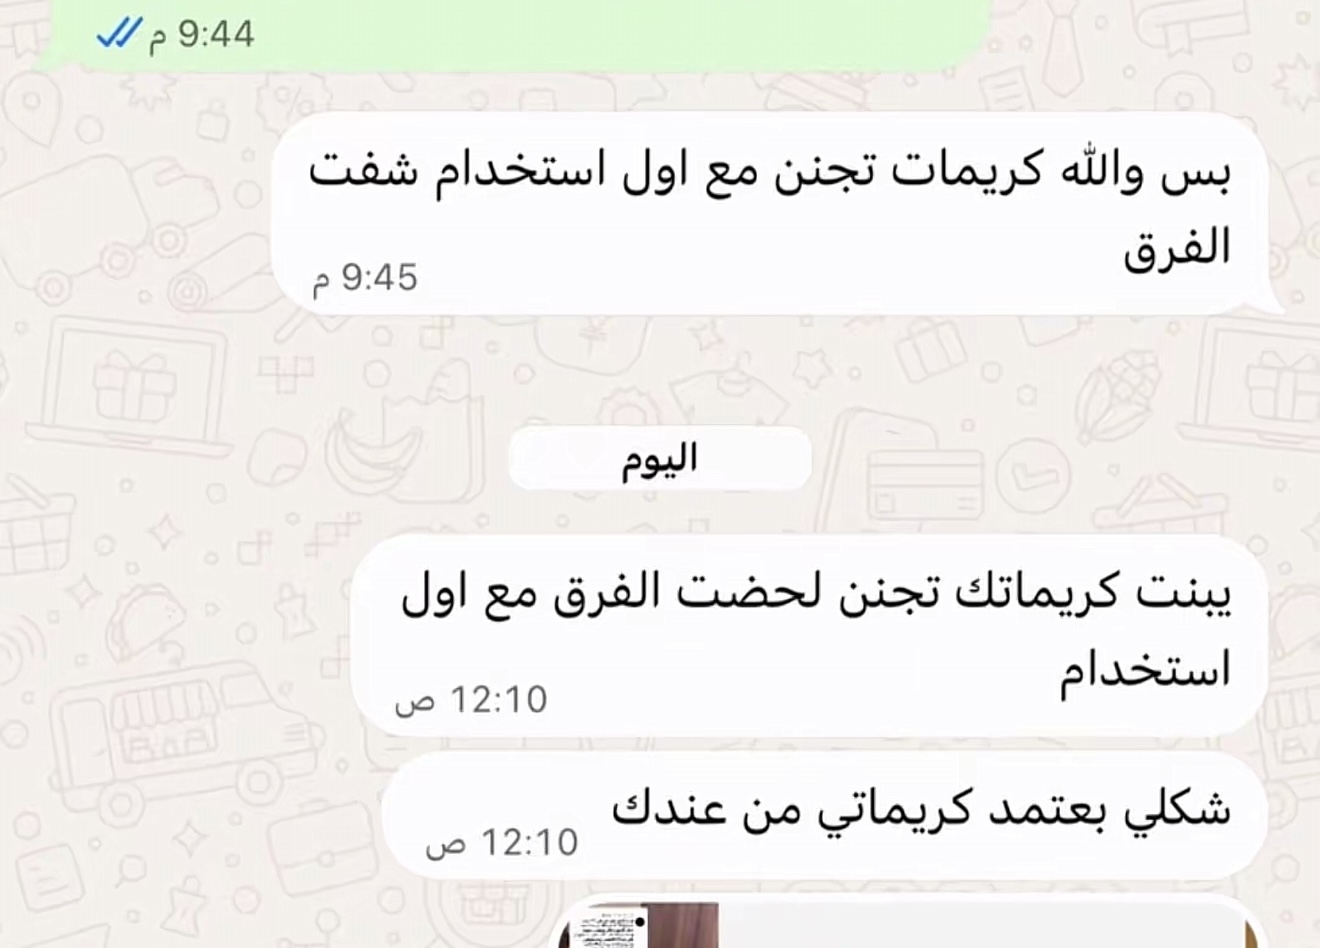 9:44 م
بس والله كريمات تجنن مع اول استخدام شفت
الفرق
9:45 م
اليوم
يبنت كريماتك تجنن لحضت الفرق مع اول
استخدام
12:10 ص
شكلي بعتمد كريماتي من عندك
12:10 ص